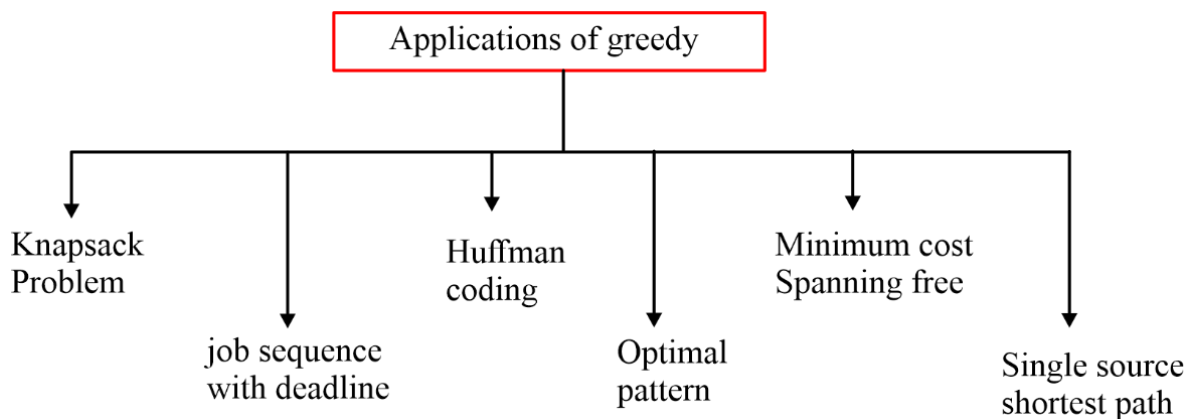 Applications of greedy
Knapsack
Problem
job sequence
with deadline
Huffman
coding
Optimal
pattern
Minimum cost
Spanning free
Single source
shortest path